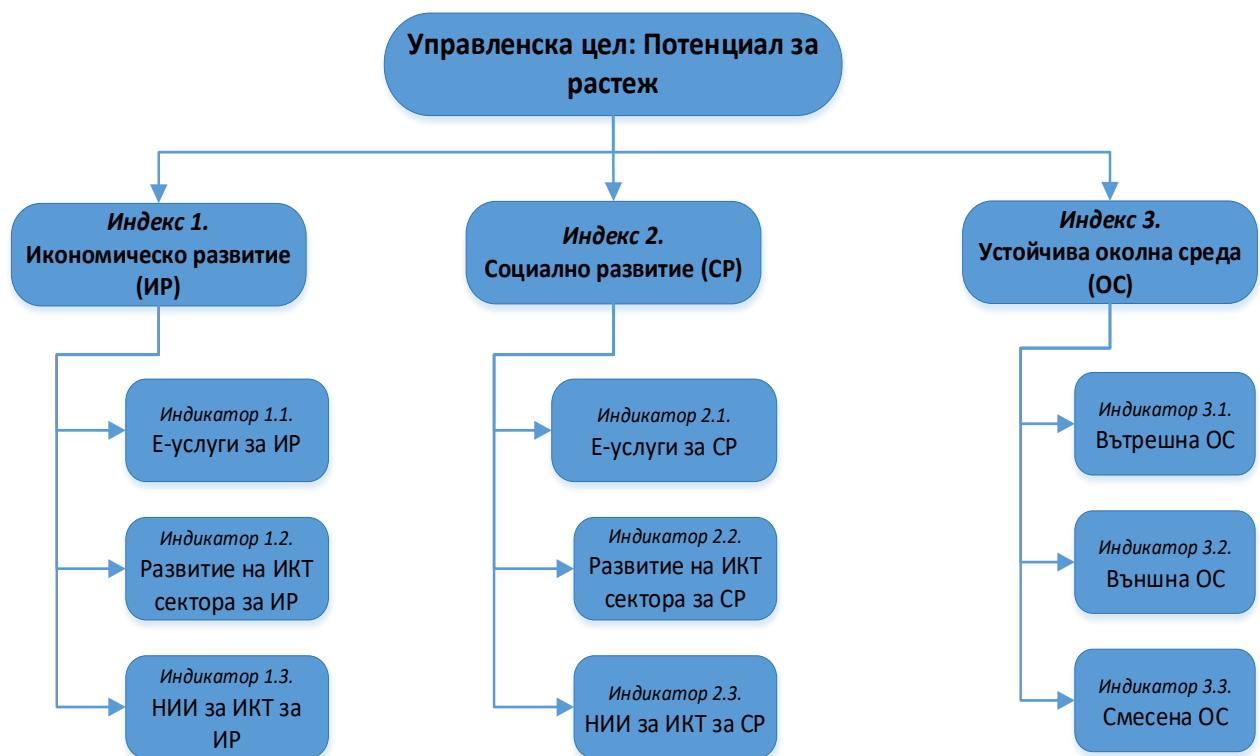 Управленска цел: Потенциал за
растеж
Индекс 1.
Икономическо развитие
(ИР)
Индекс 2.
Социално развитие (СР)
Индекс 3.
Устойчива околна среда
(ОС)
Индикатор 1.1.
Е-услуги за ИР
Индикатор 1.2.
Развитие на ИКТ
сектора за ИР
Индикатор 1.3.
НИИ за ИКТ за
ИР
Индикатор 2.1.
Е-услуги за СР
Индикатор 2.2.
Развитие на ИКТ
сектора за СР
Индикатор 2.3.
НИИ за ИКТ за СР
Индикатор 3.1.
Вътрешна ОС
Индикатор 3.2.
Външна ОС
Индикатор 3.3.
Смесена ОС